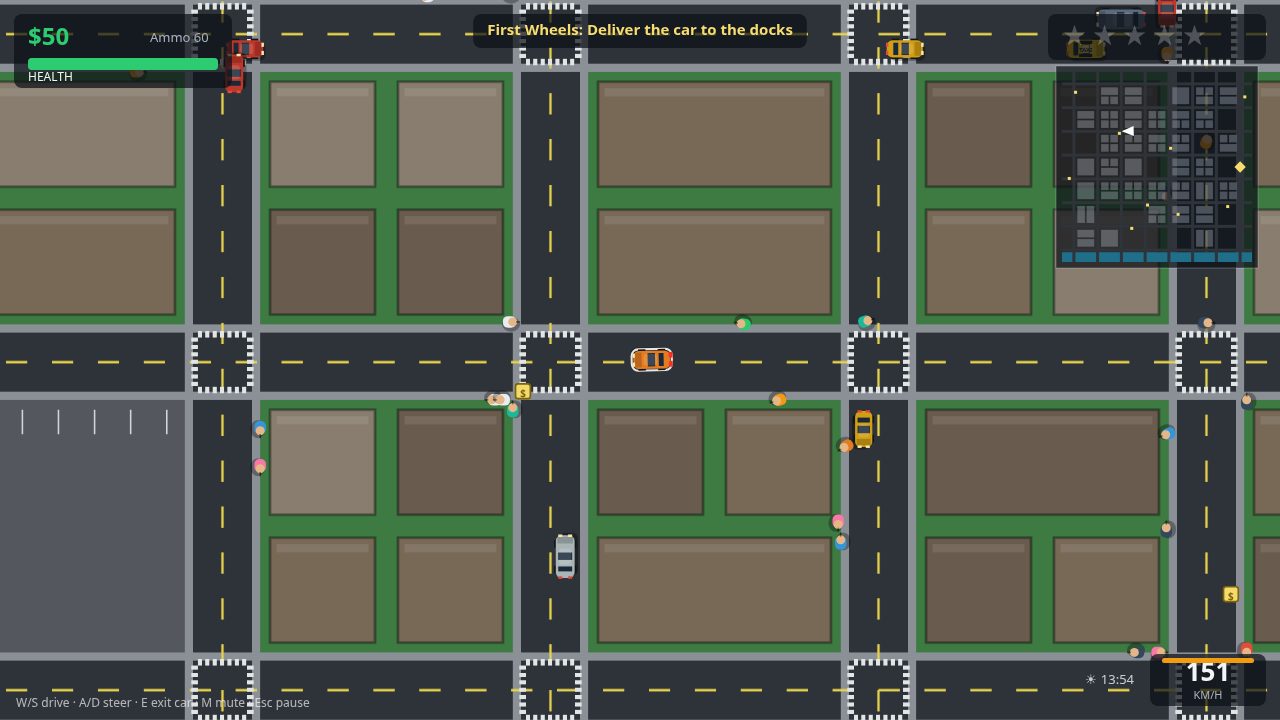 $50
Ammo 60
HEALTH
First Wheels: Deliver the car to the docks
$
$
☀ 13:54
151
KM/H
W/S drive · A/D steer · E exit car · M mute · Esc pause